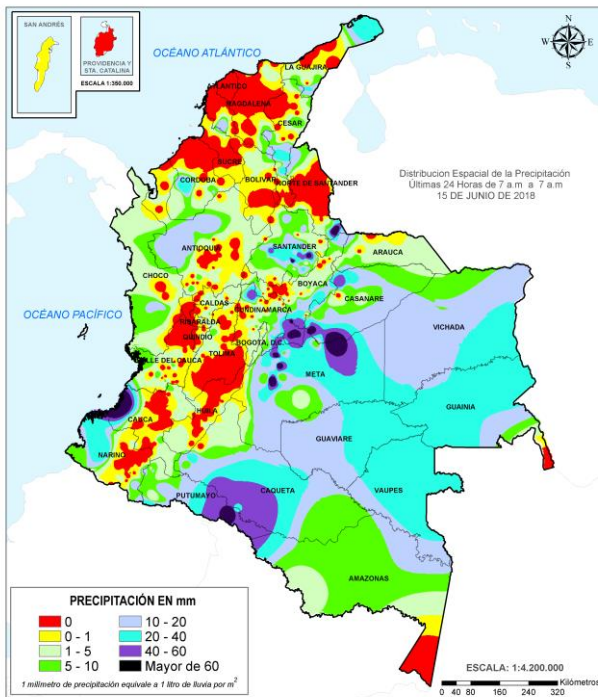 SAN ANDRÉS
PROVIDENCIA Y
STA. CATALINA
ESCALA 1:350.000
OCÉANO ATLÁNTICO
N
W
E
S
LA GUAJIRA
ATLANTICO
MAGDALENA
CESAR
SUCRE
CORDOBA
BOLIVAR
NORTE DE SANTANDER
Distribucion Espacial de la Precipitación
Últimas 24 Horas de 7 a.m a 7 a.m
15 DE JUNIO DE 2018
SANTANDER
ANTIOQUIA
ARAUCA
CHOCO
BOYACA
CASANARE
CALDAS
OCÉANO PACÍFICO
CUNDINAMARCA
RISARALDA
VICHADA
QUINDIO
BOGOTA, D.C.
TOLIMA
VALLE DEL CAUCA
META
GUAINIA
HUILA
CAUCA
GUAVIARE
NARIÑO
PUTUMAYO
CAQUETA
VAUPES
AMAZONAS
PRECIPITACIÓN EN mm
0
10 - 20
0 - 1
20 - 40
1 - 5
40 - 60
5 - 10
Mayor de 60
1 milímetro de precipitación equivale a 1 litro de lluvia por m2
ESCALA: 1:4.200.000
Kilómetros
0 40 80 160 240 320